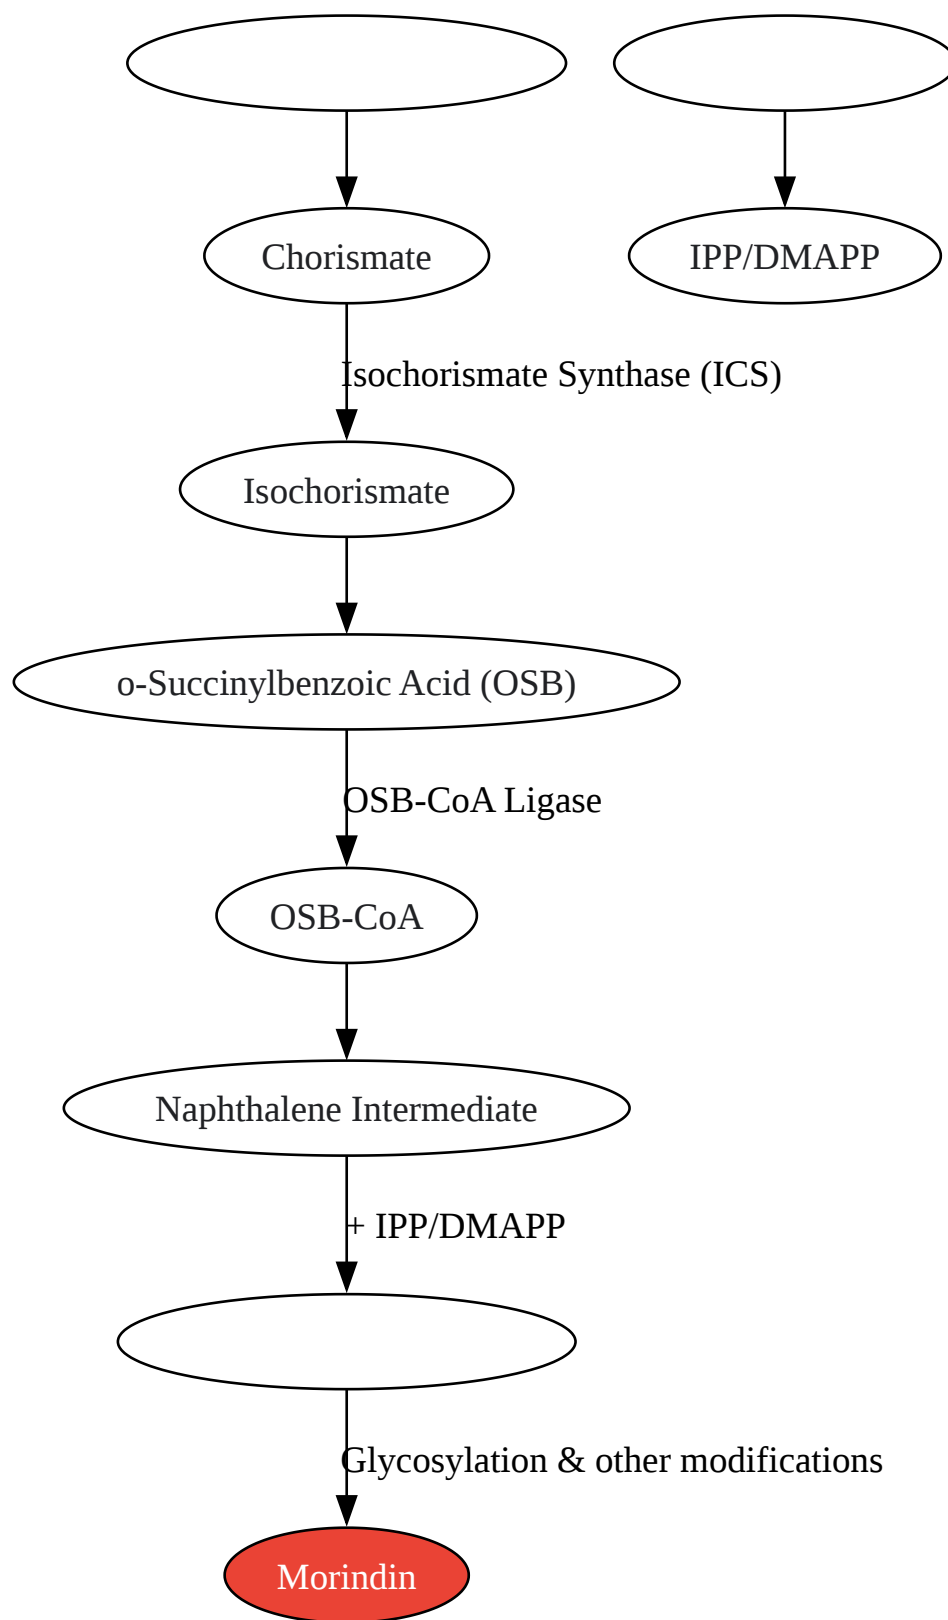 Chorismate
IPP/DMAPP
Isochorismate Synthase (ICS)
Isochorismate
o-Succinylbenzoic Acid (OSB)
OSB-CoA Ligase
OSB-CoA
Naphthalene Intermediate
+ IPP/DMAPP
Glycosylation & other modifications
Morindin